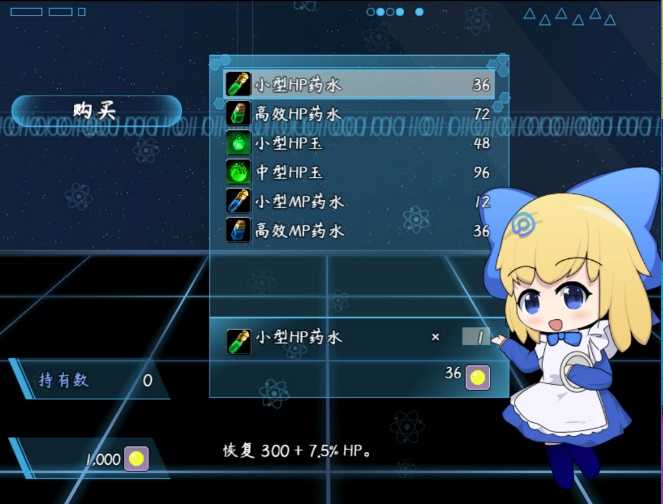 购买
小型HP药水 36
高效HP药水 72
小型HP玉 48
中型HP玉 96
小型MP药水 12
高效MP药水 36
小型HP药水 × 1
36
持有数 0
1,000
恢复 300 + 7.5% HP。